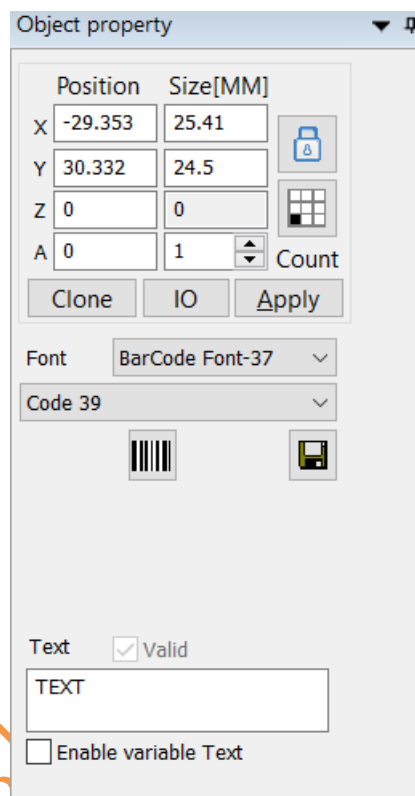 Object property
Position Size[MM]
X -29.353 25.41
Y 30.332 24.5
Z 0 0
A 0 1 Count
Clone IO Apply
Font BarCode Font-37
Code 39
Text Valid
TEXT
Enable variable Text